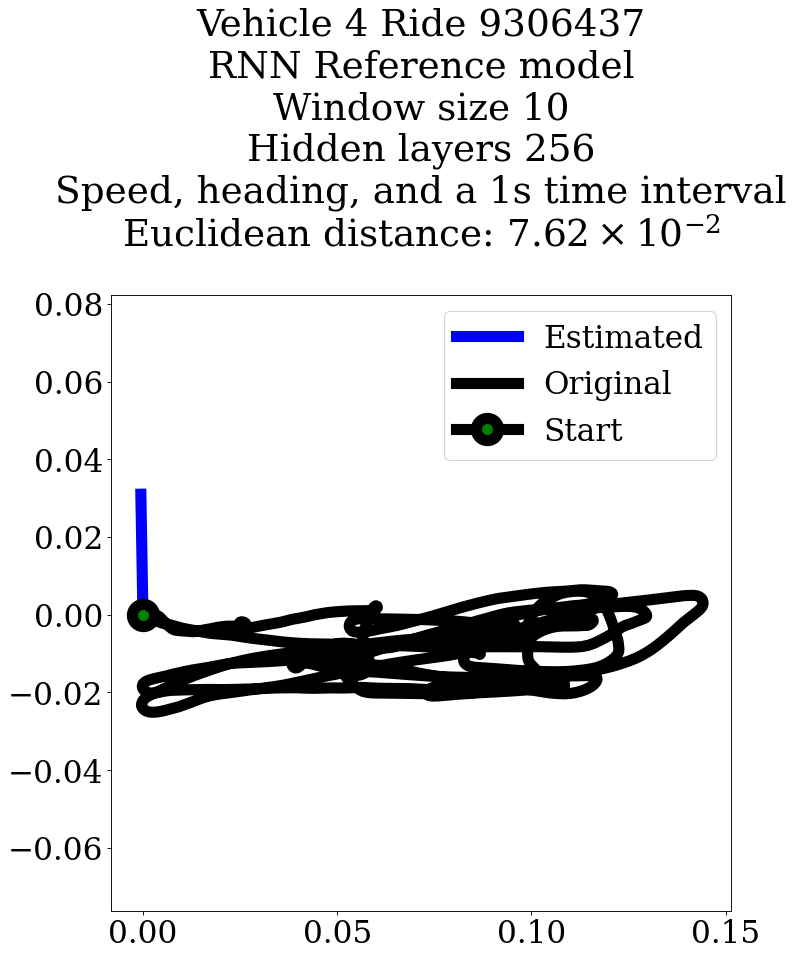 Vehicle 4 Ride 9306437
RNN Reference model
Window size 10
Hidden layers 256
Speed, heading, and a 1s time interval
Euclidean distance: 7.62 × 10⁻²
0.08
0.06
0.04
0.02
0.00
−0.02
−0.04
−0.06
Estimated
Original
Start
0.00 0.05 0.10 0.15